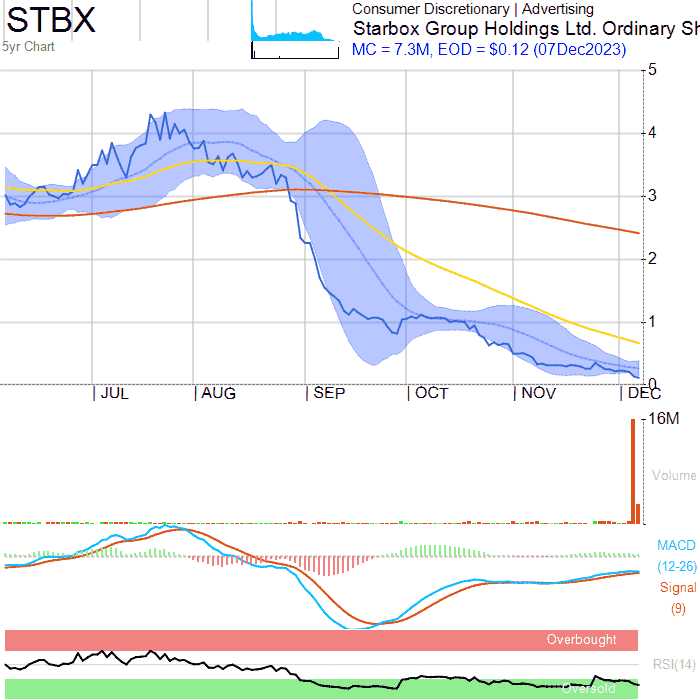 STBX
5yr Chart
Consumer Discretionary | Advertising
Starbox Group Holdings Ltd. Ordinary Sh
MC = 7.3M, EOD = $0.12 (07Dec2023)
5
4
3
2
1
0
JUL AUG SEP OCT NOV DEC
16M
Volume
MACD
(12-26)
Signal
(9)
Overbought
RSI(14)
Oversold